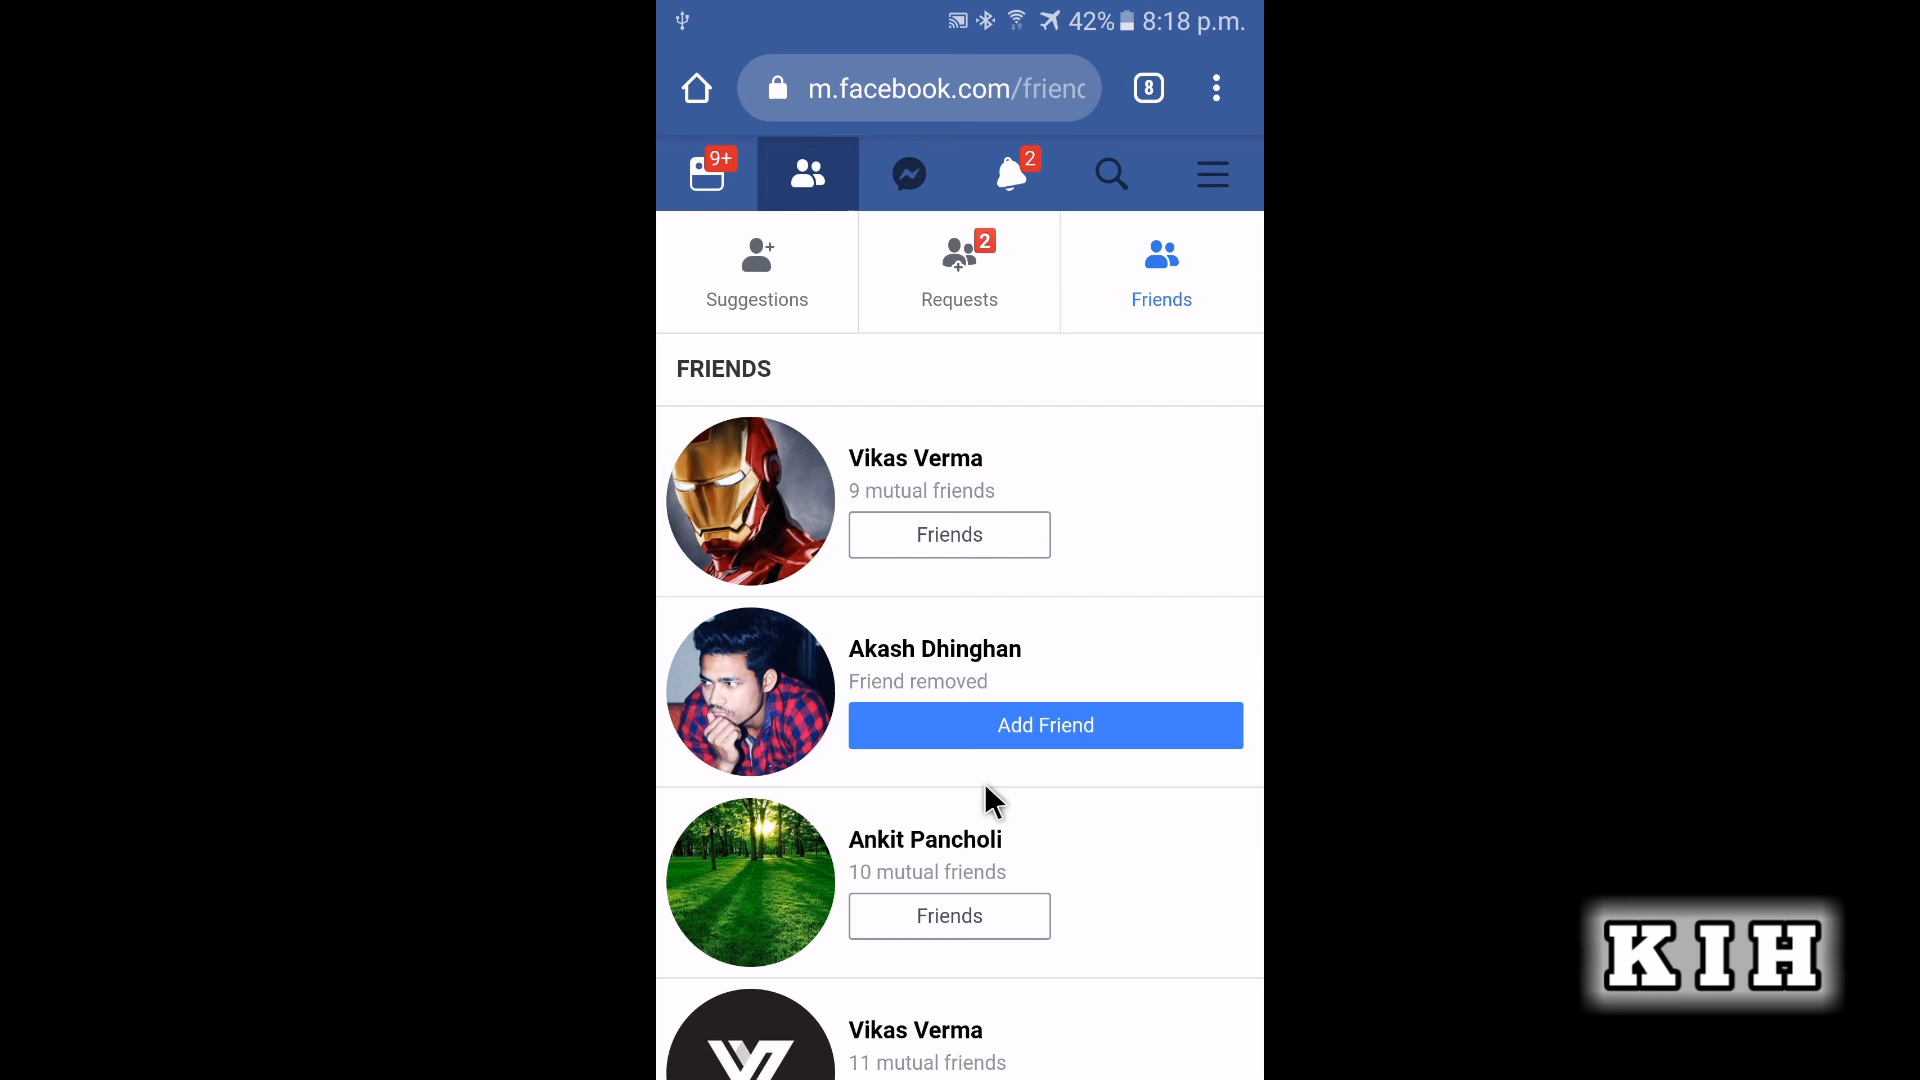 42% 8:18 p.m.
m.facebook.com/friend
8
9+
2
Suggestions
2
Requests
Friends
FRIENDS
Vikas Verma
9 mutual friends
Friends
Akash Dhinghan
Friend removed
Add Friend
Ankit Pancholi
10 mutual friends
Friends
Vikas Verma
11 mutual friends
KIH